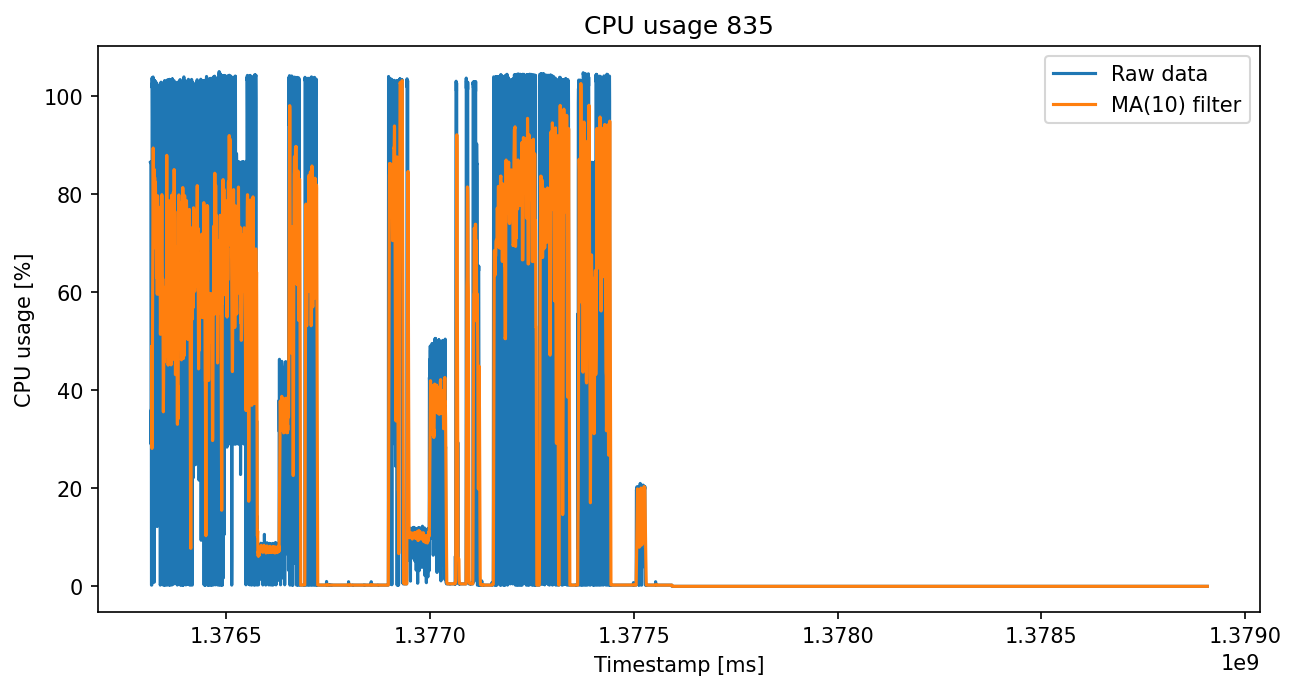 CPU usage 835
Raw data
MA(10) filter
CPU usage [%]
100
80
60
40
20
0
1.3765 1.3770 1.3775 1.3780 1.3785 1.3790
1e9
Timestamp [ms]